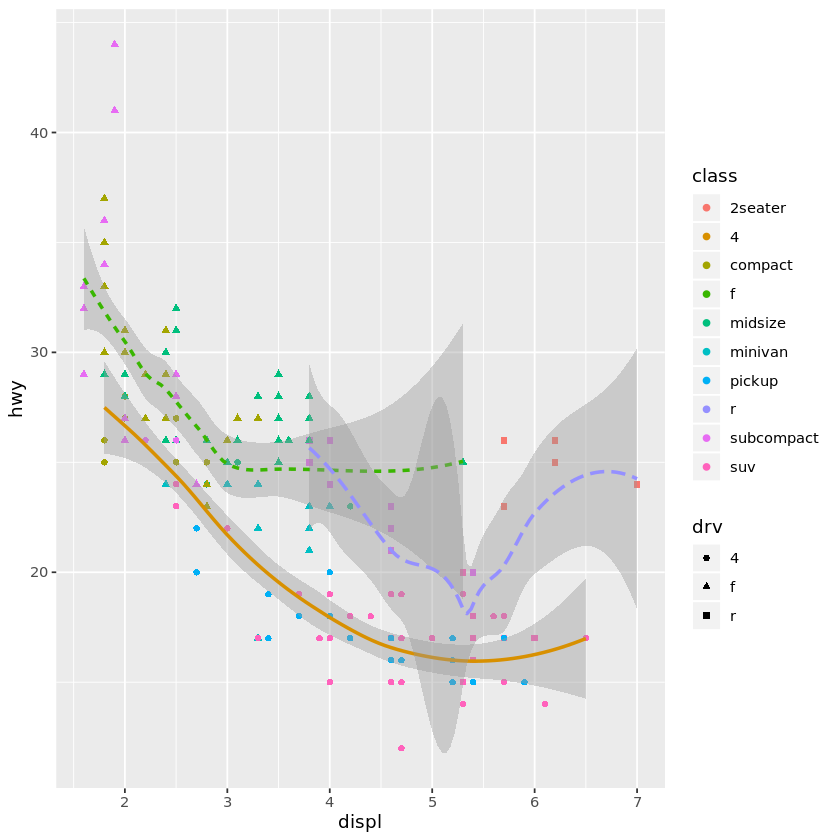 hwy
40
30
20
2
3
4
5
6
7
displ
class
2seater
4
compact
f
midsize
minivan
pickup
r
subcompact
suv
drv
4
f
r